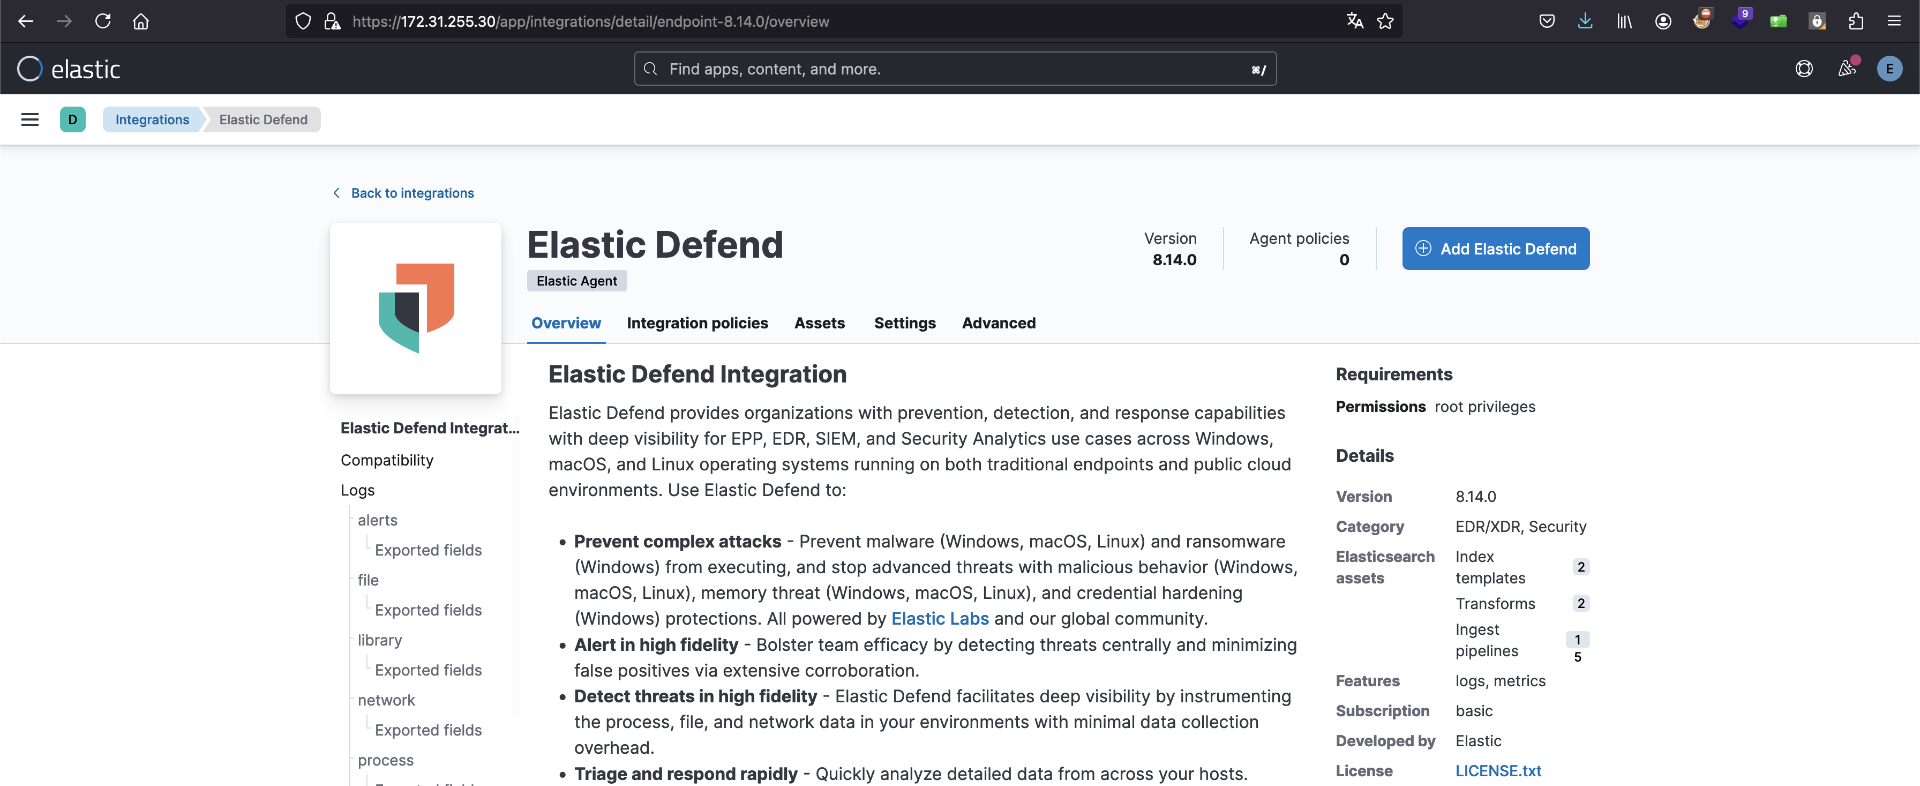 https://172.31.255.30/app/integrations/detail/endpoint-8.14.0/overview
9
elastic
Find apps, content, and more.
⌘/
E
D
Integrations
Elastic Defend
Back to integrations
Elastic Defend
Elastic Agent
Version
8.14.0
Agent policies
0
Add Elastic Defend
Overview
Integration policies
Assets
Settings
Advanced
Elastic Defend Integrat...
Compatibility
Logs
alerts
Exported fields
file
Exported fields
library
Exported fields
network
Exported fields
process
Exported fields
Elastic Defend Integration
Elastic Defend provides organizations with prevention, detection, and response capabilities
with deep visibility for EPP, EDR, SIEM, and Security Analytics use cases across Windows,
macOS, and Linux operating systems running on both traditional endpoints and public cloud
environments. Use Elastic Defend to:
• Prevent complex attacks - Prevent malware (Windows, macOS, Linux) and ransomware
(Windows) from executing, and stop advanced threats with malicious behavior (Windows,
macOS, Linux), memory threat (Windows, macOS, Linux), and credential hardening
(Windows) protections. All powered by Elastic Labs and our global community.
• Alert in high fidelity - Bolster team efficacy by detecting threats centrally and minimizing
false positives via extensive corroboration.
• Detect threats in high fidelity - Elastic Defend facilitates deep visibility by instrumenting
the process, file, and network data in your environments with minimal data collection
overhead.
• Triage and respond rapidly - Quickly analyze detailed data from across your hosts.
Requirements
Permissions root privileges
Details
Version 8.14.0
Category EDR/XDR, Security
Elasticsearch
assets
Index
templates
2
Transforms 2
Ingest
pipelines
1
5
Features logs, metrics
Subscription basic
Developed by Elastic
License LICENSE.txt